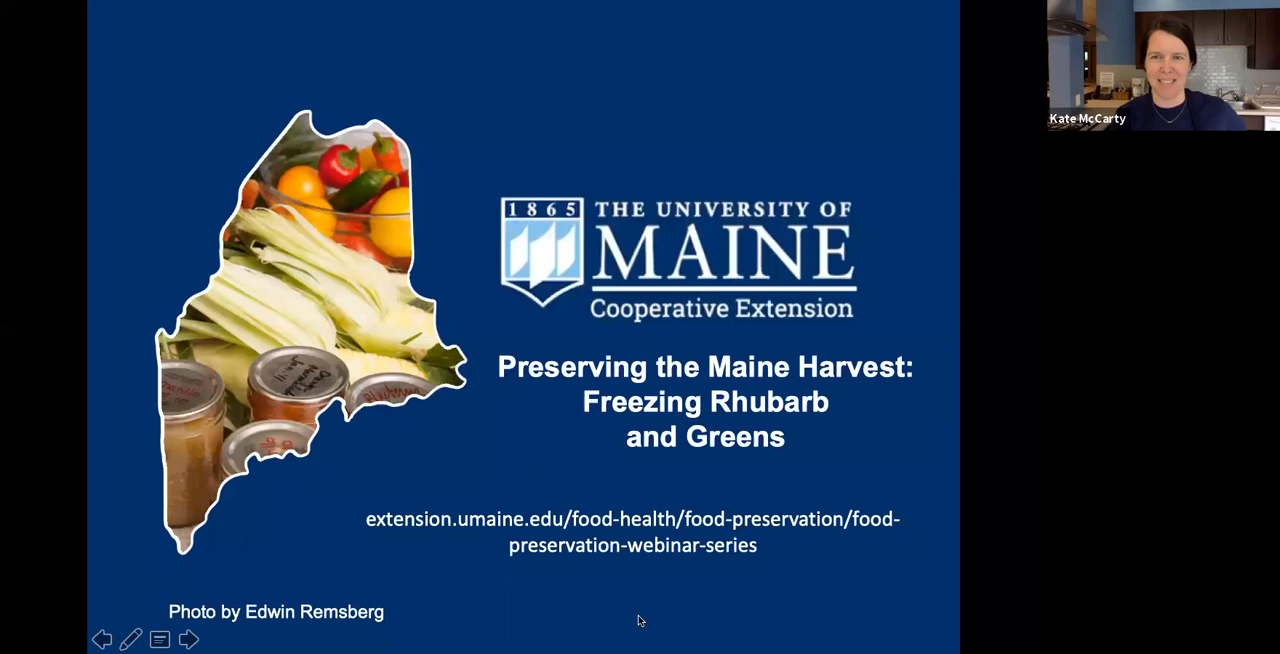 Kate McCarty
1865
THE UNIVERSITY OF
MAINE
Cooperative Extension
Preserving the Maine Harvest:
Freezing Rhubarb
and Greens
extension.umaine.edu/food-health/food-preservation/food-
preservation-webinar-series
Photo by Edwin Remsberg